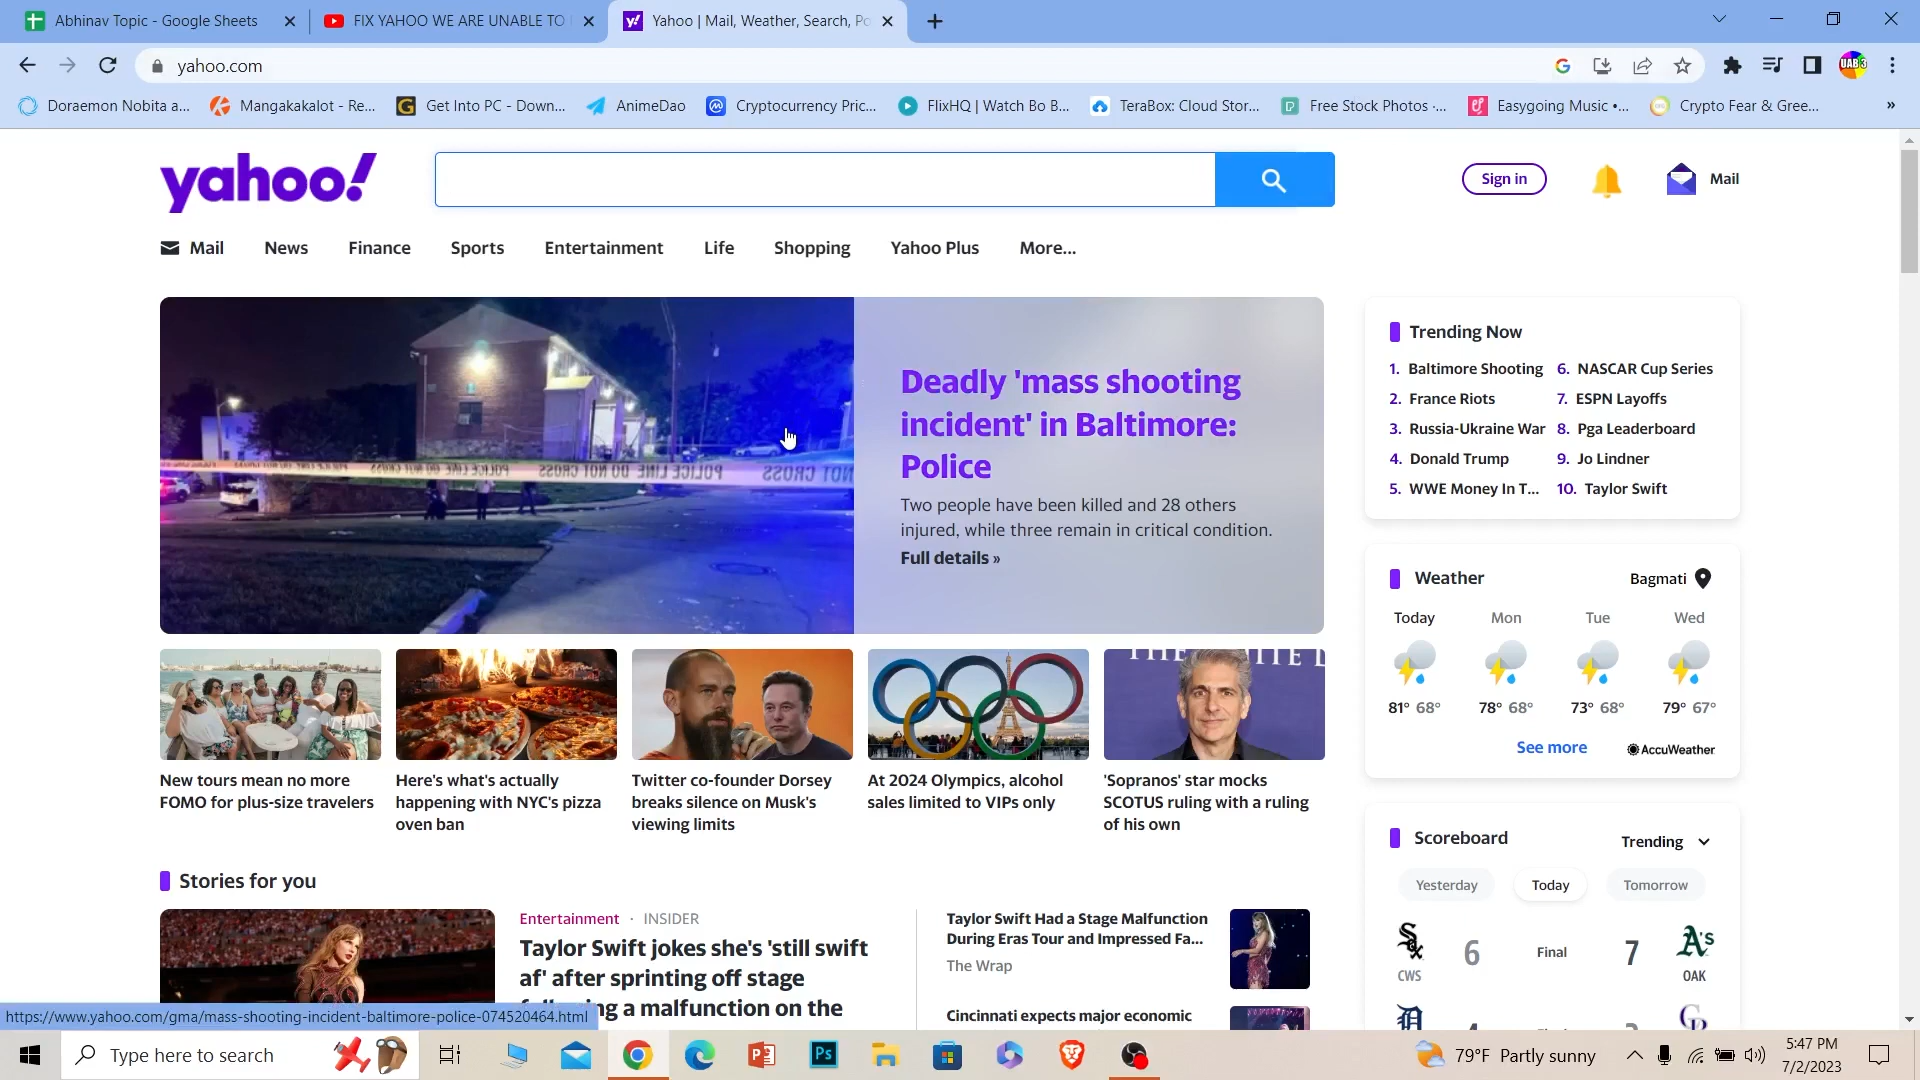 Abhinav Topic - Google Sheets
FIX YAHOO WE ARE UNABLE TO
Yahoo | Mail, Weather, Search, Po
yahoo.com
UAB 3
Doraemon Nobita a...
Mangakakalot - Re...
Get Into PC - Down...
AnimeDao
Cryptocurrency Pric...
FlixHQ | Watch Bo B...
TeraBox: Cloud Stor...
Free Stock Photos ·...
Easygoing Music •...
Crypto Fear & Gree...
yahoo!
Sign in
Mail
Mail
News
Finance
Sports
Entertainment
Life
Shopping
Yahoo Plus
More...
Deadly 'mass shooting
incident' in Baltimore:
Police
Two people have been killed and 28 others
injured, while three remain in critical condition.
Full details »
POLICE LINE DO NOT CROSS
New tours mean no more
FOMO for plus-size travelers
Here's what's actually
happening with NYC's pizza
oven ban
Twitter co-founder Dorsey
breaks silence on Musk's
viewing limits
At 2024 Olympics, alcohol
sales limited to VIPs only
'Sopranos' star mocks
SCOTUS ruling with a ruling
of his own
Trending Now
1. Baltimore Shooting
2. France Riots
3. Russia-Ukraine War
4. Donald Trump
5. WWE Money In T...
6. NASCAR Cup Series
7. ESPN Layoffs
8. Pga Leaderboard
9. Jo Lindner
10. Taylor Swift
Weather
Bagmati
Today Mon Tue Wed
81° 68° 78° 68° 73° 68° 79° 67°
See more
AccuWeather
Stories for you
Entertainment · INSIDER
Taylor Swift jokes she's 'still swift
af' after sprinting off stage
following a malfunction on the
Taylor Swift Had a Stage Malfunction
During Eras Tour and Impressed Fa...
The Wrap
Cincinnati expects major economic
Scoreboard
Trending
Yesterday
Today
Tomorrow
Sox
CWS
6
Final
7
A's
OAK
https://www.yahoo.com/gma/mass-shooting-incident-baltimore-police-074520464.html
Type here to search
Ps
79°F Partly sunny
5:47 PM
7/2/2023